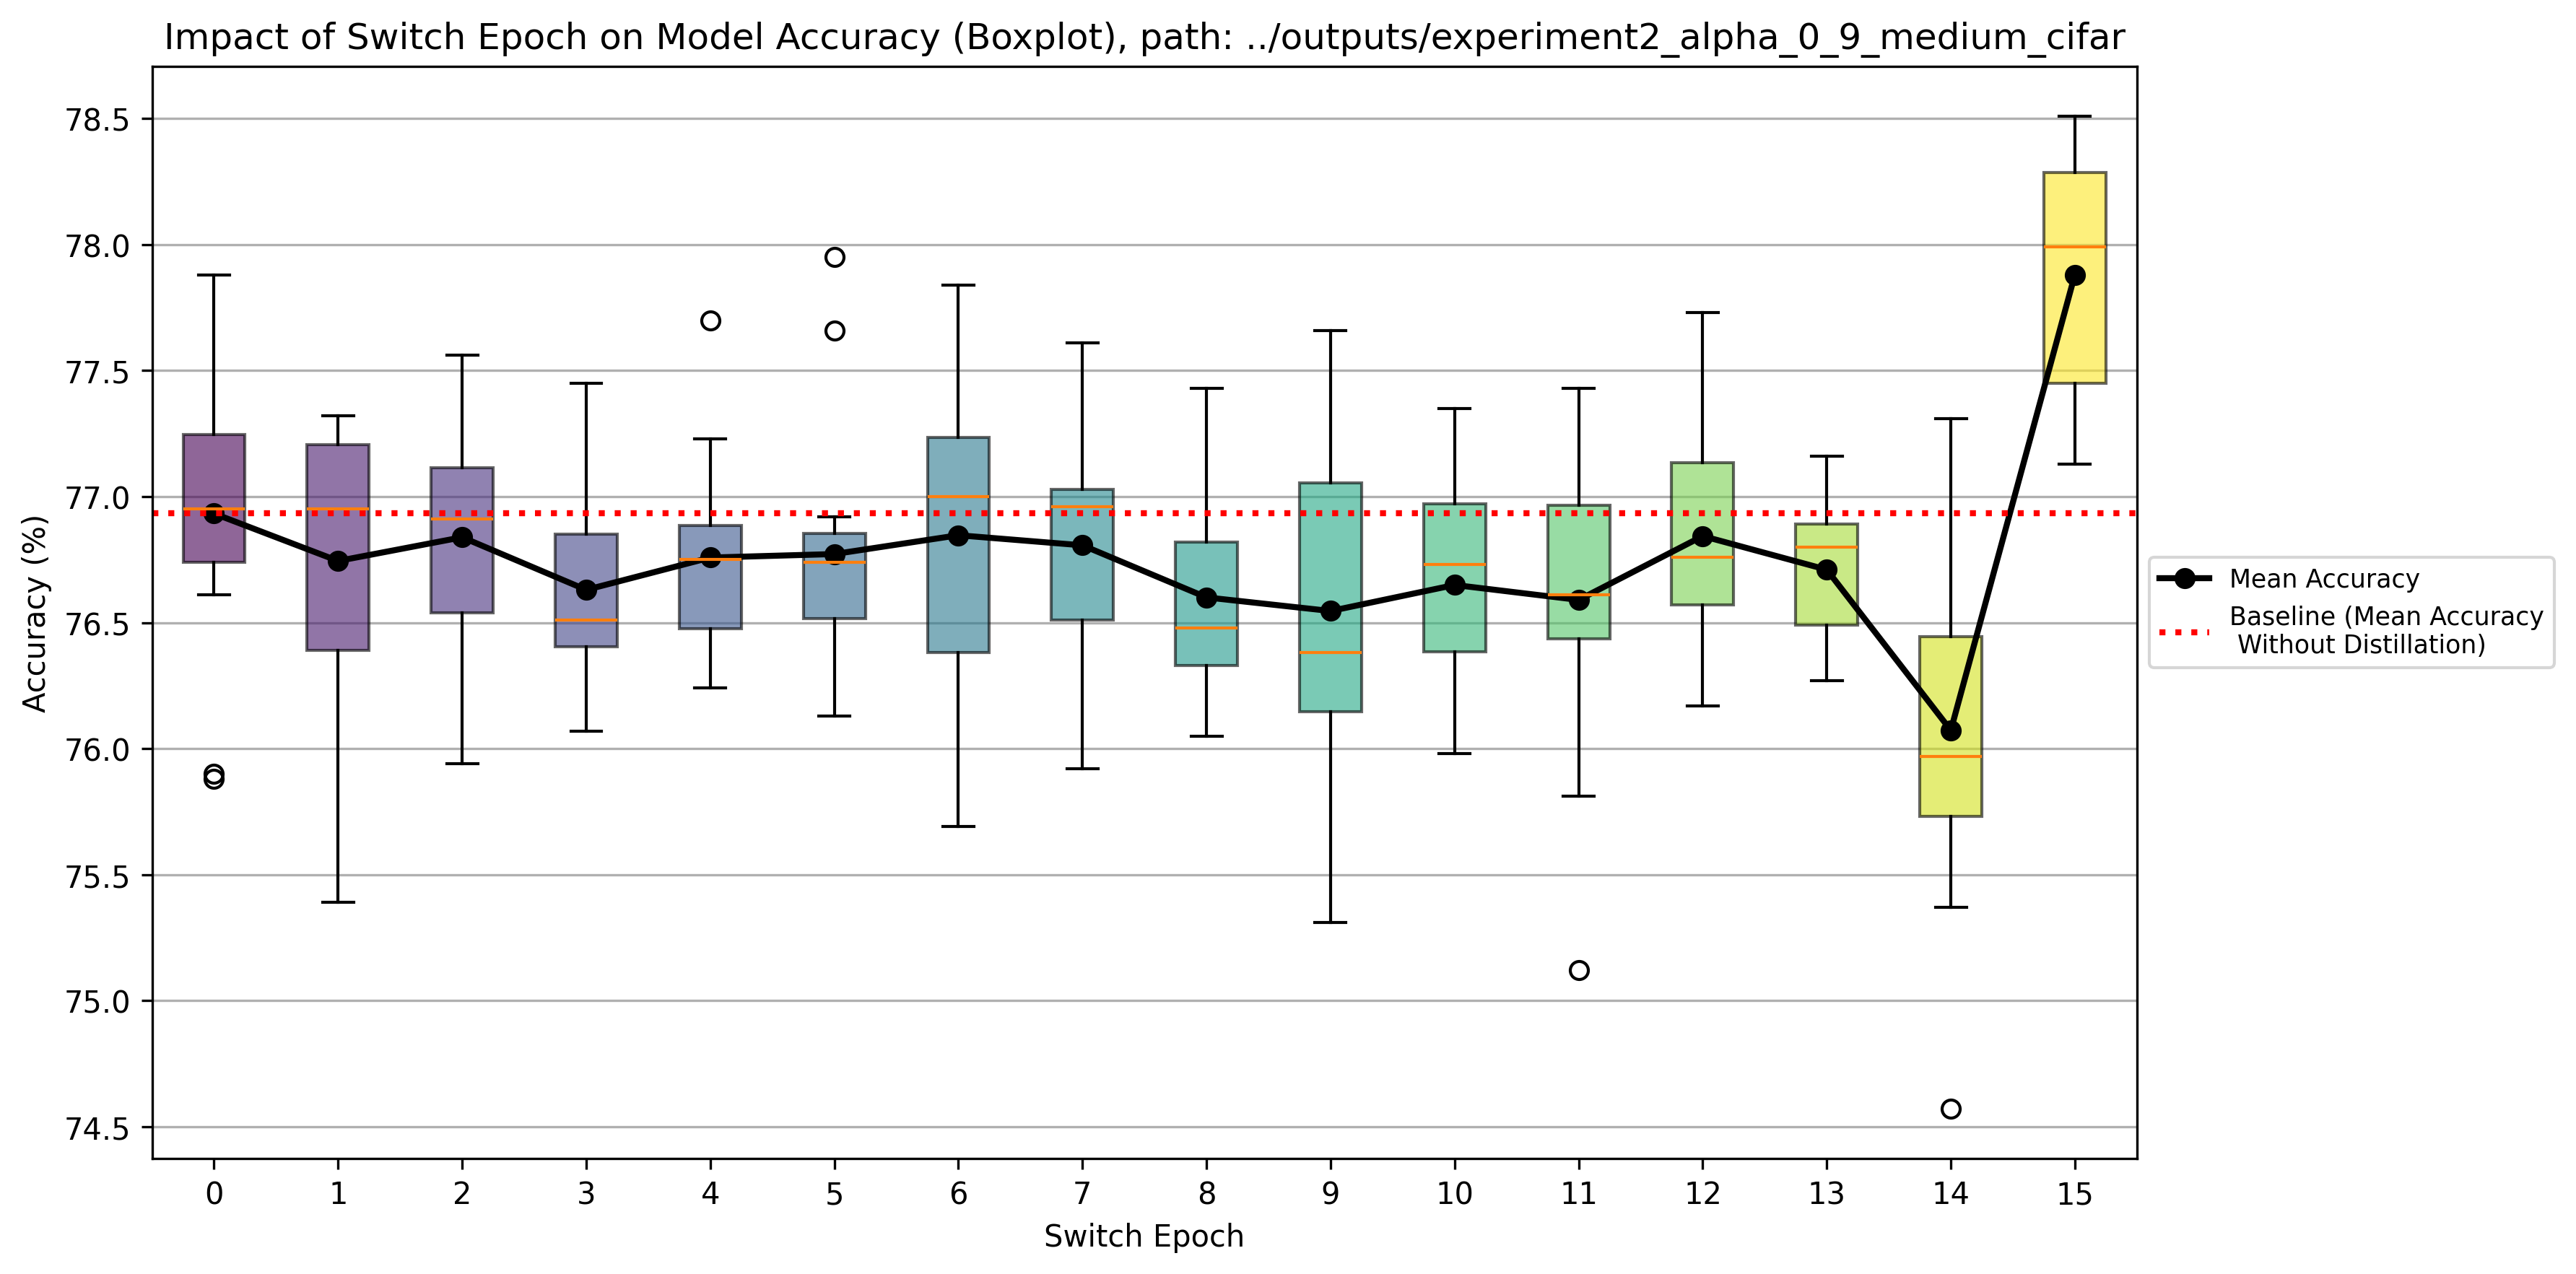 Impact of Switch Epoch on Model Accuracy (Boxplot), path: ../outputs/experiment2_alpha_0_9_medium_cifar
78.5
78.0
77.5
77.0
76.5
76.0
75.5
75.0
74.5
Accuracy (%)
0 1 2 3 4 5 6 7 8 9 10 11 12 13 14 15
Switch Epoch
Mean Accuracy
Baseline (Mean Accuracy
Without Distillation)